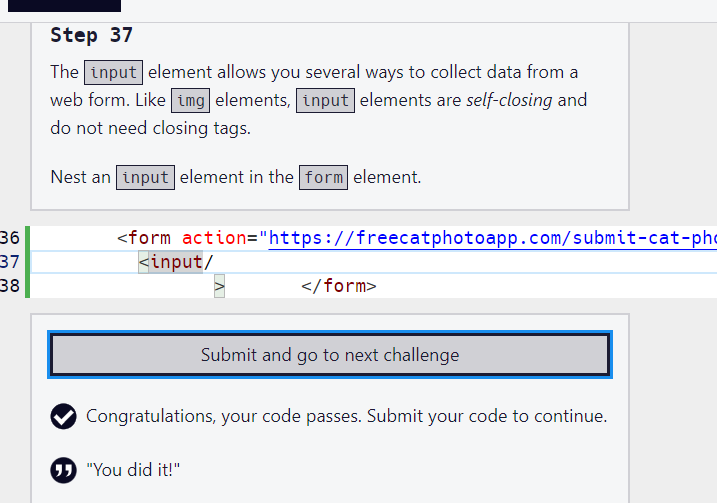 Step 37
The input element allows you several ways to collect data from a
web form. Like img elements, input elements are self-closing and
do not need closing tags.
Nest an input element in the form element.
36 <form action="https://freecatphotoapp.com/submit-cat-pho
37 <input/
38 > </form>
Submit and go to next challenge
Congratulations, your code passes. Submit your code to continue.
"You did it!"